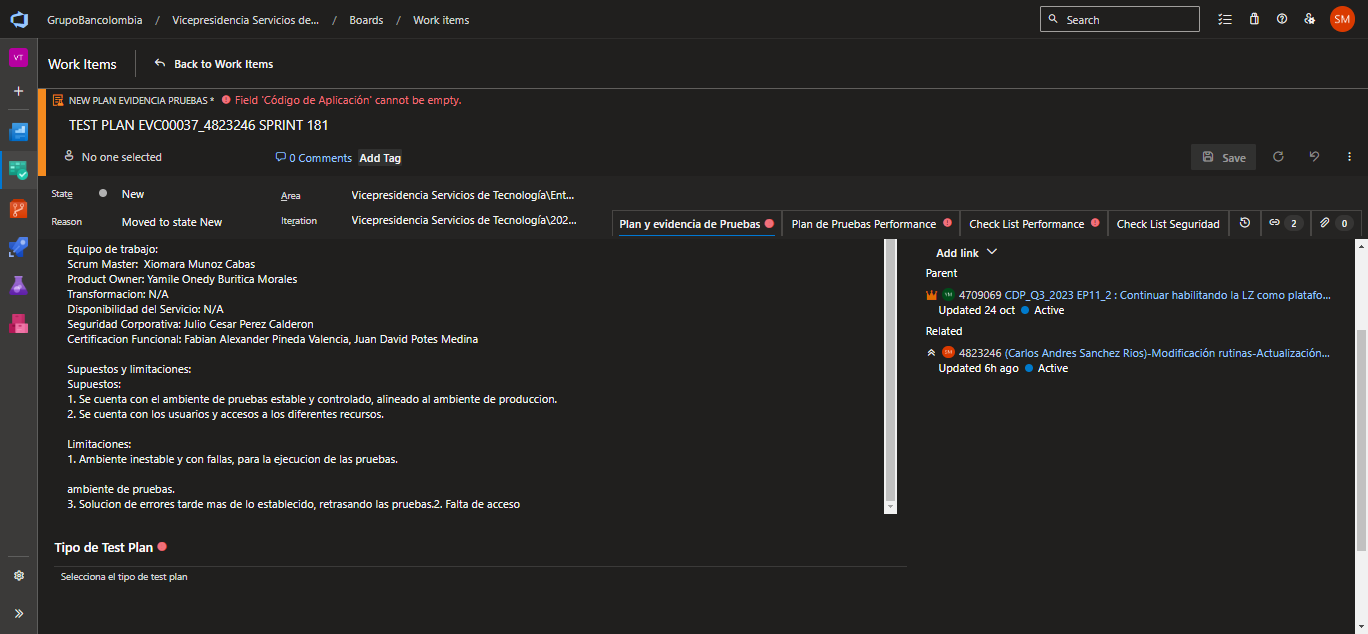 GrupoBancolombia / Vicepresidencia Servicios de... / Boards / Work items
Search
SM
VT
Work Items
Back to Work Items
NEW PLAN EVIDENCIA PRUEBAS * Field 'Código de Aplicación' cannot be empty.
TEST PLAN EVC00037_4823246 SPRINT 181
No one selected
0 Comments
Add Tag
Save
State
New
Area
Vicepresidencia Servicios de Tecnología\Ent...
Reason
Moved to state New
Iteration
Vicepresidencia Servicios de Tecnología\202...
Plan y evidencia de Pruebas
Plan de Pruebas Performance
Check List Performance
Check List Seguridad
2
0
Equipo de trabajo:
Scrum Master:  Xiomara Munoz Cabas
Product Owner: Yamile Onedy Buritica Morales
Transformacion: N/A
Disponibilidad del Servicio: N/A
Seguridad Corporativa: Julio Cesar Perez Calderon
Certificacion Funcional: Fabian Alexander Pineda Valencia, Juan David Potes Medina
Supuestos y limitaciones:
Supuestos:
1. Se cuenta con el ambiente de pruebas estable y controlado, alineado al ambiente de produccion.
2. Se cuenta con los usuarios y accesos a los diferentes recursos.
Limitaciones:
1. Ambiente inestable y con fallas, para la ejecucion de las pruebas.
ambiente de pruebas.
3. Solucion de errores tarde mas de lo establecido, retrasando las pruebas.2. Falta de acceso
Tipo de Test Plan
Selecciona el tipo de test plan
Add link
Parent
4709069 CDP_Q3_2023 EP11_2 : Continuar habilitando la LZ como platafo...
Updated 24 oct Active
Related
SM 4823246 (Carlos Andres Sanchez Rios)-Modificación rutinas-Actualización...
Updated 6h ago Active